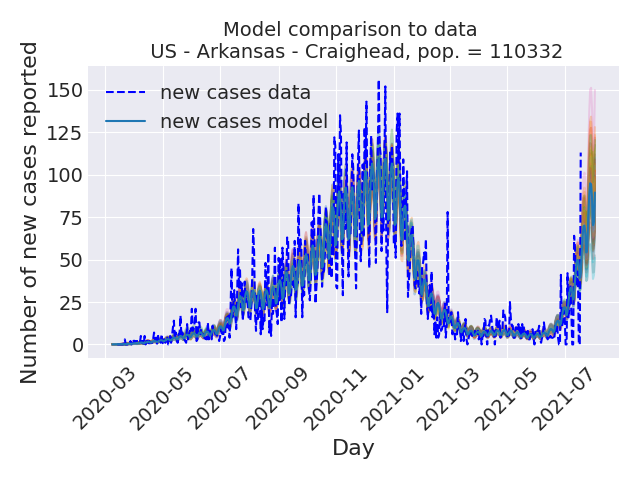 Model comparison to data
US - Arkansas - Craighead, pop. = 110332
Number of new cases reported
150
125
100
75
50
25
0
new cases data
new cases model
2020-03
2020-05
2020-07
2020-09
2020-11
2021-01
2021-03
2021-05
2021-07
Day